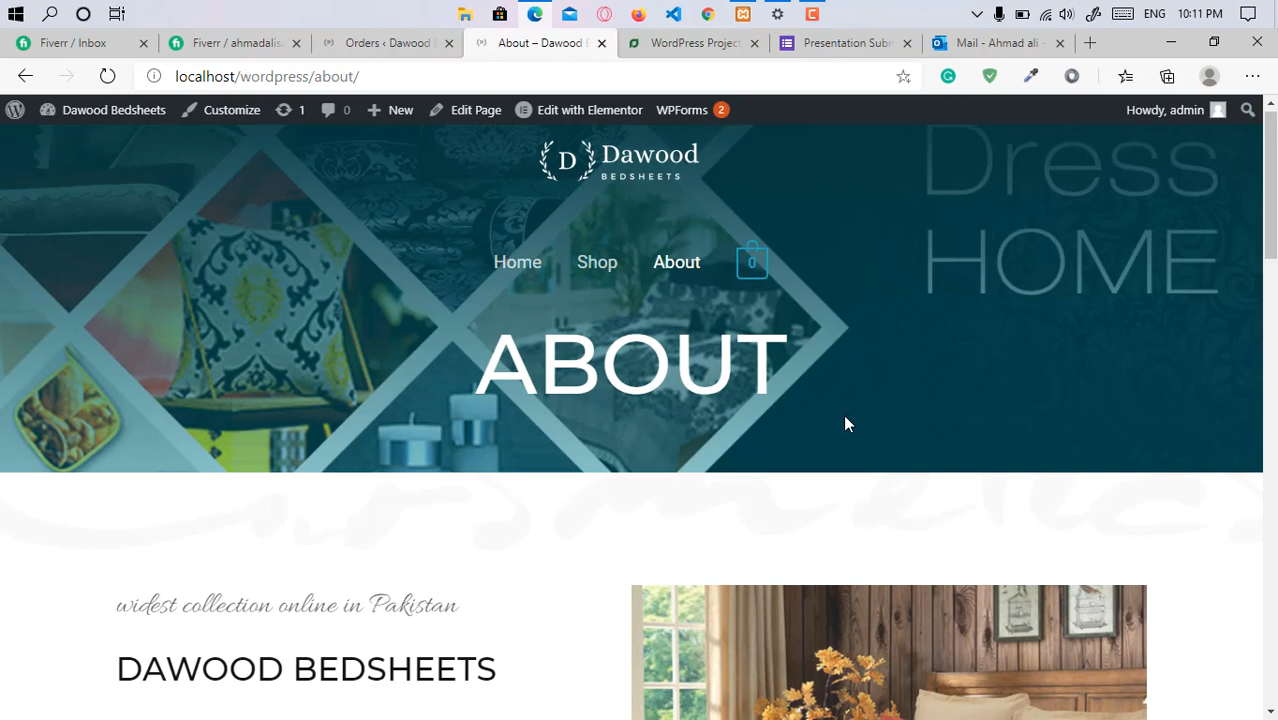 ENG 10:11 PM
Fiverr / Inbox
Fiverr / ahmadalis
Orders ‹ Dawood
About – Dawood
WordPress Project
Presentation Subm
Mail - Ahmad ali -
localhost/wordpress/about/
Dawood Bedsheets
Customize
1
0
New
Edit Page
Edit with Elementor
WPForms 2
Howdy, admin
D Dawood
BEDSHEETS
Dress
HOME
Home
Shop
About
0
ABOUT
widest collection online in Pakistan
DAWOOD BEDSHEETS